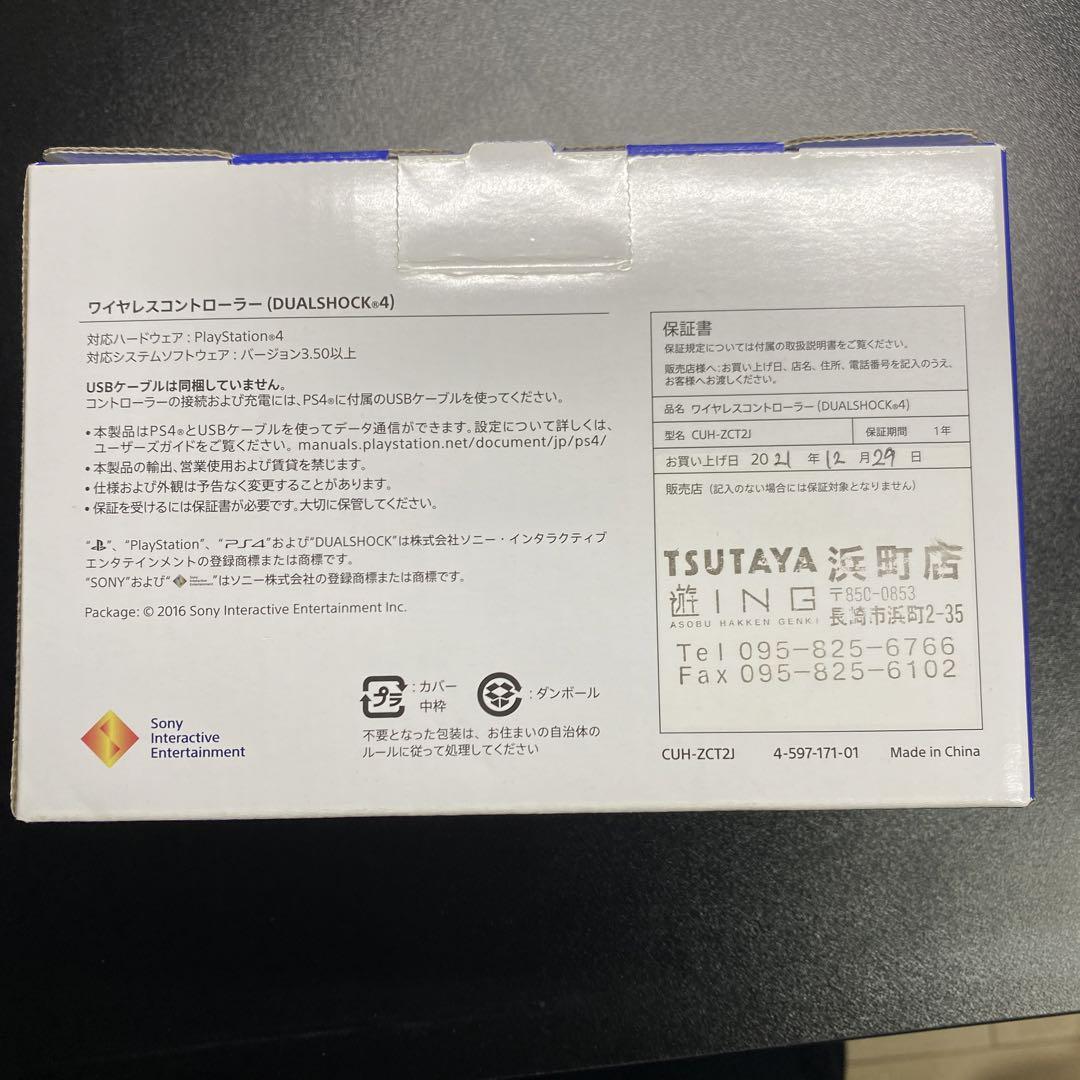 ワイヤレスコントローラー (DUALSHOCK®4)
対応ハードウェア : PlayStation®4
対応システムソフトウェア : バージョン3.50以上
USBケーブルは同梱していません。
コントローラーの接続および充電には、PS4®に付属のUSBケーブルを使ってください。
• 本製品はPS4®とUSBケーブルを使ってデータ通信ができます。設定について詳しくは、
ユーザーズガイドをご覧ください。manuals.playstation.net/document/jp/ps4/
• 本製品の輸出、営業使用および賃貸を禁じます。
• 仕様および外観は予告なく変更することがあります。
• 保証を受けるには保証書が必要です。大切に保管してください。
“PS”、“PlayStation”、“PS4”および“DUALSHOCK”は株式会社ソニー・インタラクティブ
エンタテインメントの登録商標または商標です。
“SONY”および“ ”はソニー株式会社の登録商標または商標です。
Package: © 2016 Sony Interactive Entertainment Inc.
プラ : カバー
中枠
: ダンボール
不要となった包装は、お住まいの自治体の
ルールに従って処理してください
Sony
Interactive
Entertainment
保証書
保証規定については付属の取扱説明書をご覧ください。
販売店様へ:お買い上げ日、店名、住所、電話番号を記入のうえ、
お客様へお渡しください。
品名 ワイヤレスコントローラー (DUALSHOCK®4)
型名 CUH-ZCT2J 保証期間 1年
お買い上げ日 2021 年 12 月 29 日
販売店 (記入のない場合には保証対象となりません)
TSUTAYA 浜町店
遊ING 〒850-0853
ASOBU HAKKEN GENKI 長崎市浜町2-35
Tel 095-825-6766
Fax 095-825-6102
CUH-ZCT2J 4-597-171-01 Made in China